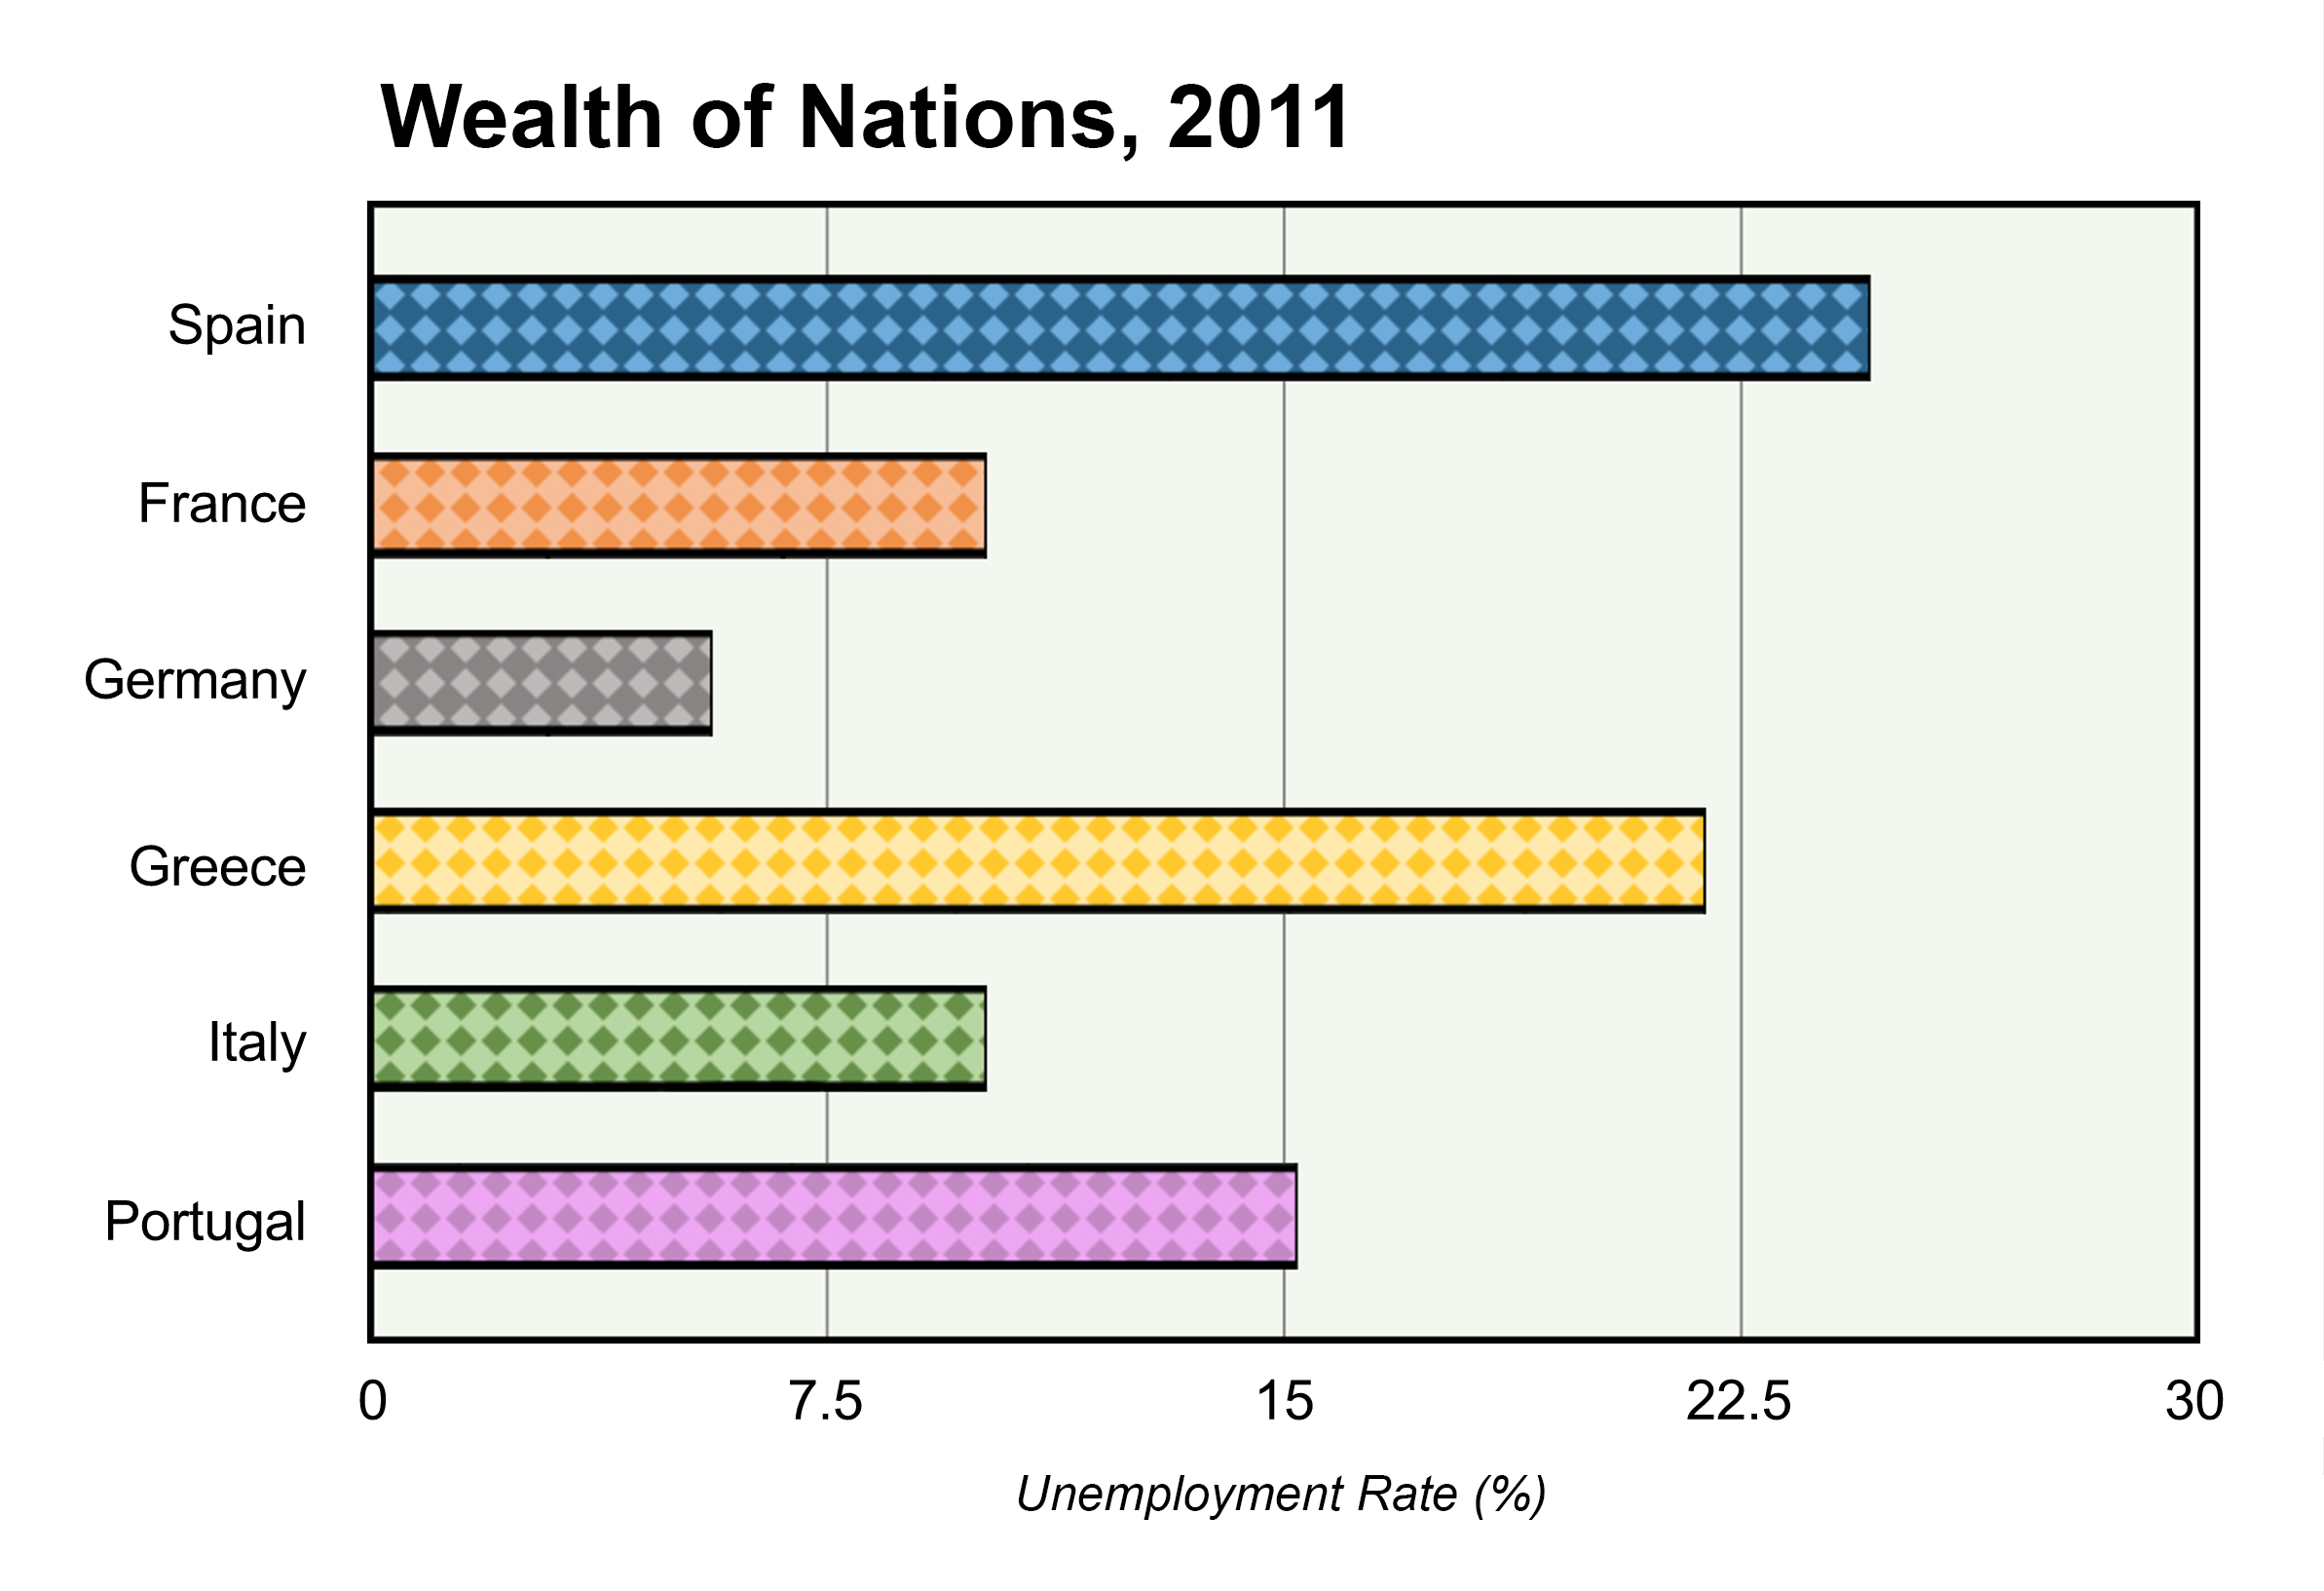 Wealth of Nations, 2011
Spain
France
Germany
Greece
Italy
Portugal
0 7.5 15 22.5 30
Unemployment Rate (%)